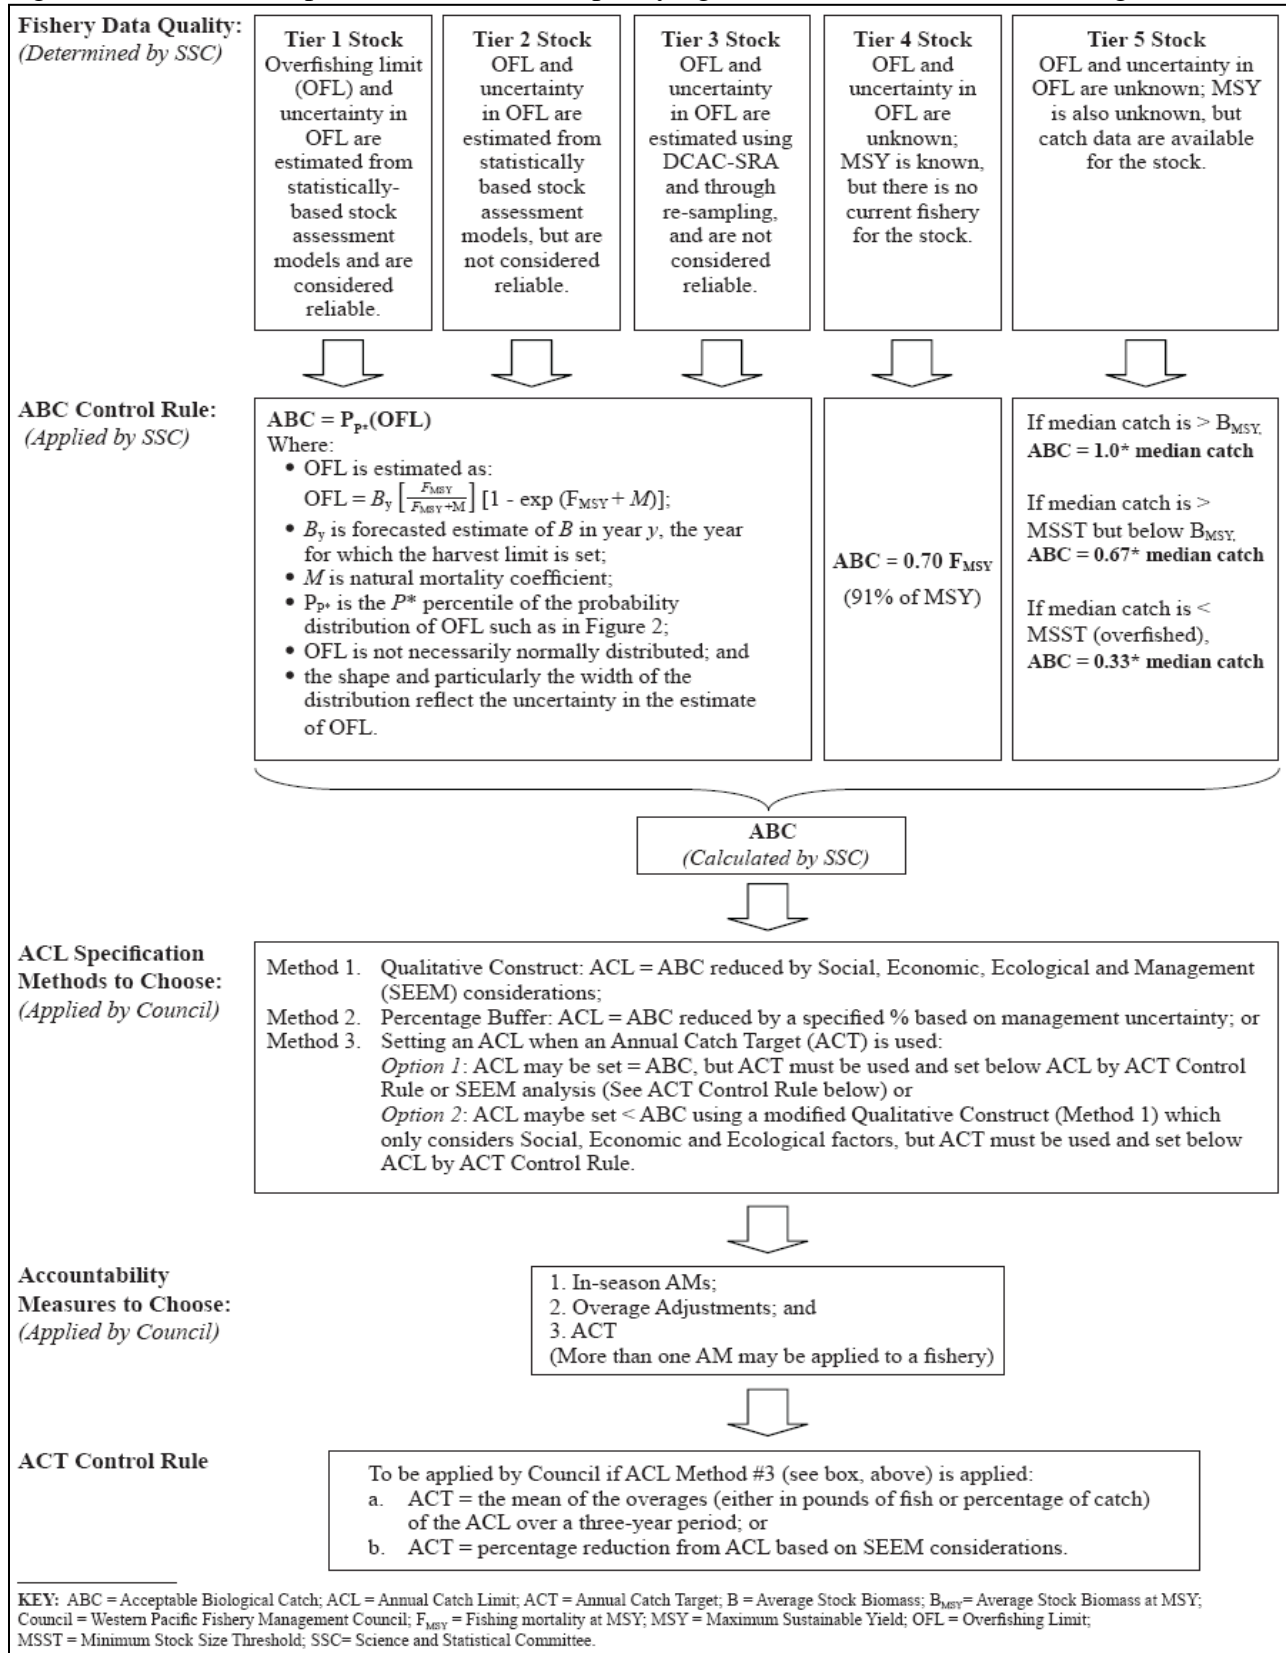 Fishery Data Quality:
(Determined by SSC)
Tier 1 Stock
Overfishing limit
(OFL) and
uncertainty in
OFL are
estimated from
statistically-
based stock
assessment
models and are
considered
reliable.
Tier 2 Stock
OFL and
uncertainty
in OFL are
estimated from
statistically
based stock
assessment
models, but are
not considered
reliable.
Tier 3 Stock
OFL and
uncertainty
in OFL are
estimated using
DCAC-SRA
and through
re-sampling,
and are not
considered
reliable.
Tier 4 Stock
OFL and
uncertainty in
OFL are
unknown;
MSY is known,
but there is no
current fishery
for the stock.
Tier 5 Stock
OFL and uncertainty in
OFL are unknown; MSY
is also unknown, but
catch data are available
for the stock.
ABC Control Rule:
(Applied by SSC)
ABC = P_P*(OFL)
Where:
• OFL is estimated as:
OFL = B_y [F_MSY / F_MSY+M] [1 - exp (F_MSY + M)];
• B_y is forecasted estimate of B in year y, the year
for which the harvest limit is set;
• M is natural mortality coefficient;
• P_P* is the P* percentile of the probability
distribution of OFL such as in Figure 2;
• OFL is not necessarily normally distributed; and
• the shape and particularly the width of the
distribution reflect the uncertainty in the estimate
of OFL.
ABC = 0.70 F_MSY
(91% of MSY)
If median catch is > B_MSY,
ABC = 1.0* median catch
If median catch is >
MSST but below B_MSY,
ABC = 0.67* median catch
If median catch is <
MSST (overfished),
ABC = 0.33* median catch
ABC
(Calculated by SSC)
ACL Specification
Methods to Choose:
(Applied by Council)
Method 1. Qualitative Construct: ACL = ABC reduced by Social, Economic, Ecological and Management
(SEEM) considerations;
Method 2. Percentage Buffer: ACL = ABC reduced by a specified % based on management uncertainty; or
Method 3. Setting an ACL when an Annual Catch Target (ACT) is used:
Option 1: ACL may be set = ABC, but ACT must be used and set below ACL by ACT Control
Rule or SEEM analysis (See ACT Control Rule below) or
Option 2: ACL maybe set < ABC using a modified Qualitative Construct (Method 1) which
only considers Social, Economic and Ecological factors, but ACT must be used and set below
ACL by ACT Control Rule.
Accountability
Measures to Choose:
(Applied by Council)
1. In-season AMs;
2. Overage Adjustments; and
3. ACT
(More than one AM may be applied to a fishery)
ACT Control Rule
To be applied by Council if ACL Method #3 (see box, above) is applied:
a. ACT = the mean of the overages (either in pounds of fish or percentage of catch)
of the ACL over a three-year period; or
b. ACT = percentage reduction from ACL based on SEEM considerations.
KEY: ABC = Acceptable Biological Catch; ACL = Annual Catch Limit; ACT = Annual Catch Target; B = Average Stock Biomass; B_MSY= Average Stock Biomass at MSY;
Council = Western Pacific Fishery Management Council; F_MSY = Fishing mortality at MSY; MSY = Maximum Sustainable Yield; OFL = Overfishing Limit;
MSST = Minimum Stock Size Threshold; SSC= Science and Statistical Committee.